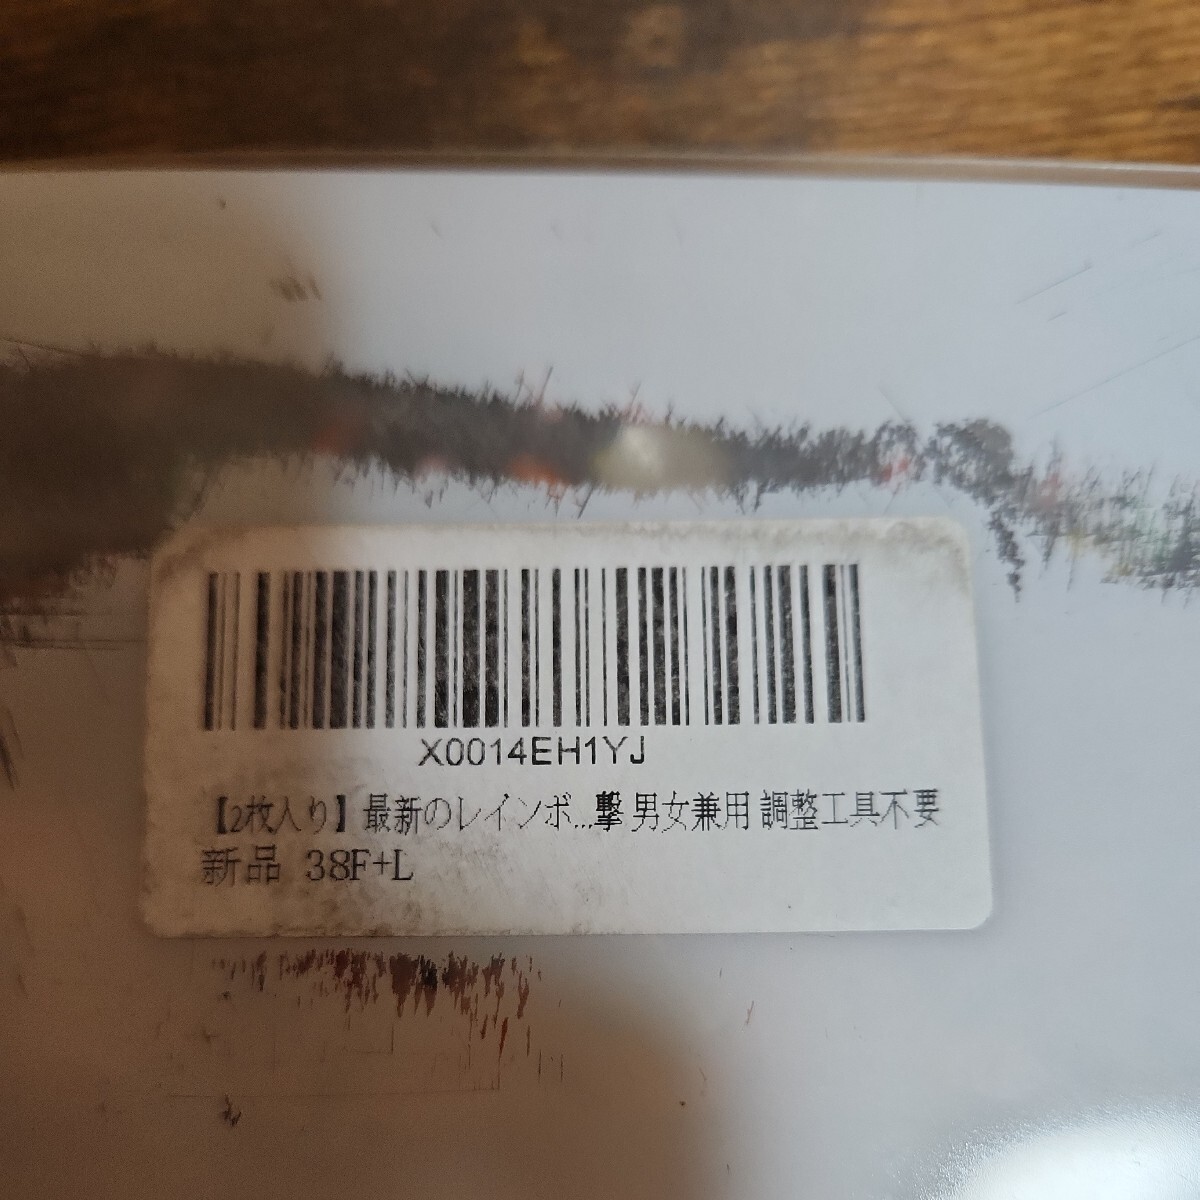 X0014EH1YJ
【2枚入り】最新のレインボ...撃 男女兼用 調整工具不要
新品 38F+L